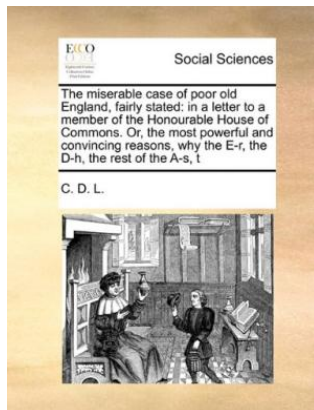 ECCO
Social Sciences
The miserable case of poor old
England, fairly stated: in a letter to a
member of the Honourable House of
Commons. Or, the most powerful and
convincing reasons, why the E-r, the
D-h, the rest of the A-s, t
C. D. L.